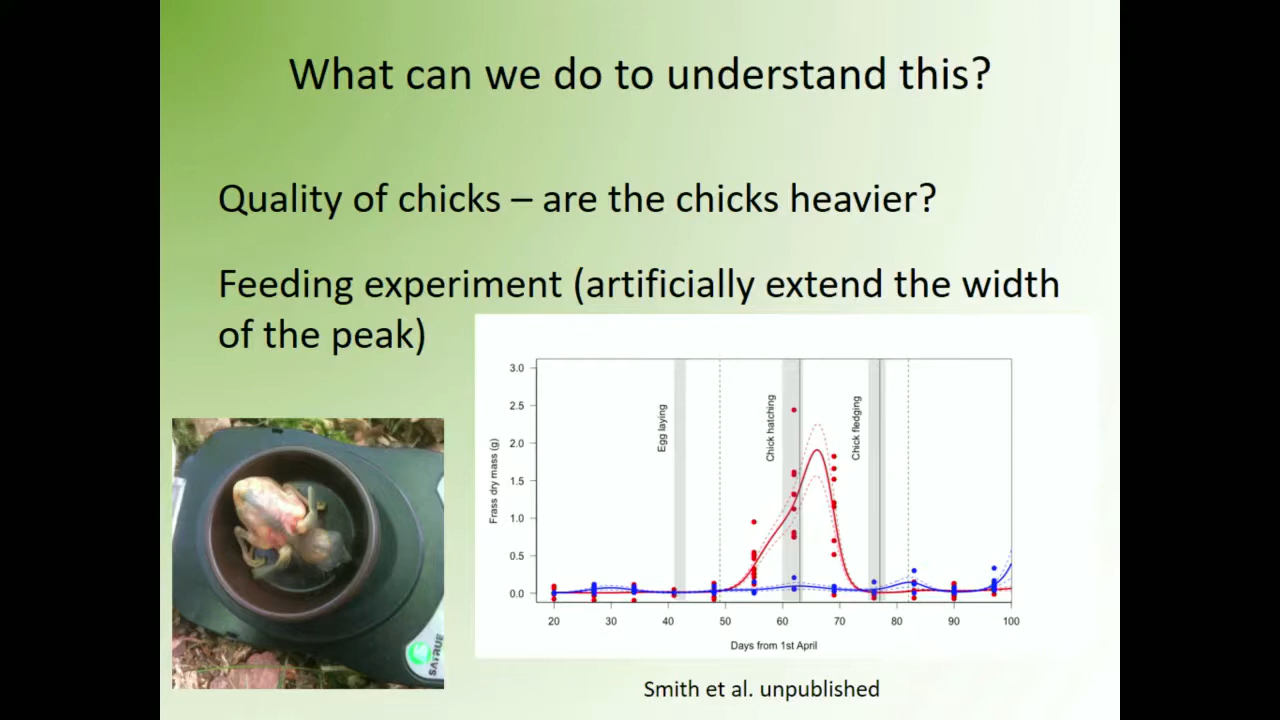 What can we do to understand this?
Quality of chicks – are the chicks heavier?
Feeding experiment (artificially extend the width
of the peak)
3.0
2.5
2.0
1.5
1.0
0.5
0.0
Frass dry mass (g)
Egg laying
Chick hatching
Chick fledging
20 30 40 50 60 70 80 90 100
Days from 1st April
SATRUE
Smith et al. unpublished